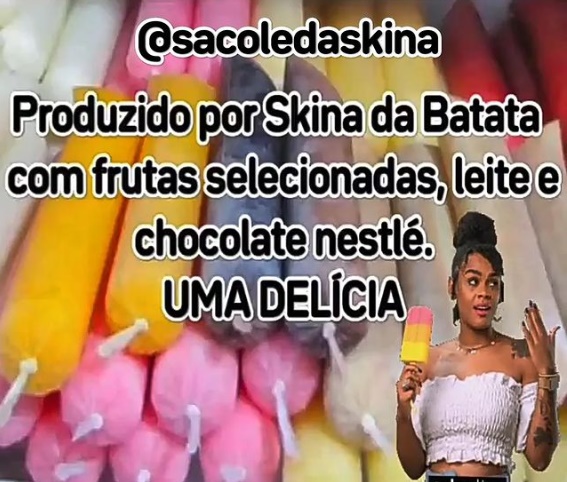 @sacoledaskina
Produzido por Skina da Batata
com frutas selecionadas, leite e
chocolate nestlé.
UMA DELÍCIA